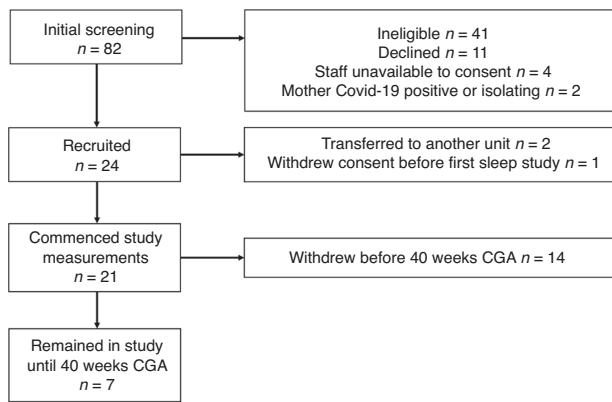 Initial screening
n = 82
Ineligible n = 41
Declined n = 11
Staff unavailable to consent n = 4
Mother Covid-19 positive or isolating n = 2
Recruited
n = 24
Transferred to another unit n = 2
Withdrew consent before first sleep study n = 1
Commenced study
measurements
n = 21
Withdrew before 40 weeks CGA n = 14
Remained in study
until 40 weeks CGA
n = 7